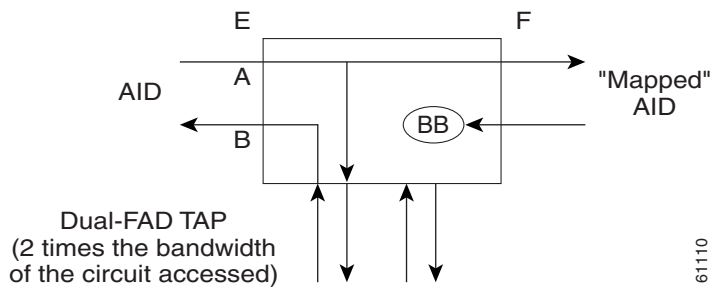 E
F
A
AID
"Mapped"
AID
BB
B
Dual-FAD TAP
(2 times the bandwidth
of the circuit accessed)
61110